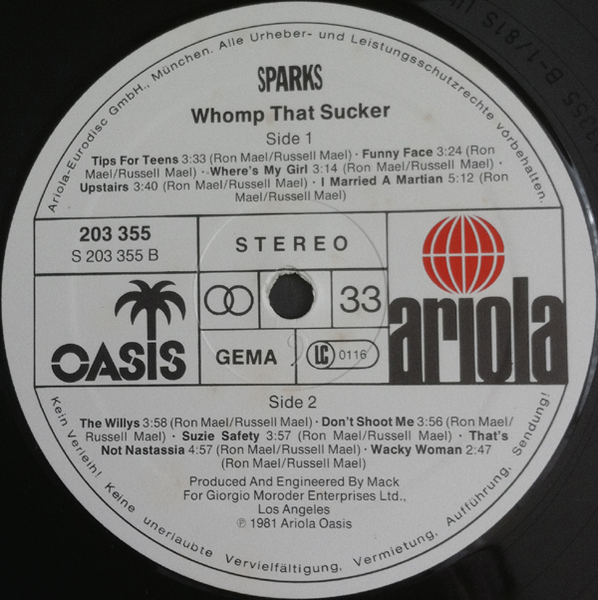 Ariola-Eurodisc GmbH., München. Alle Urheber- und Leistungsschutzrechte vorbehalten.
SPARKS
Whomp That Sucker
Side 1
Tips For Teens 3:33 (Ron Mael/Russell Mael) · Funny Face 3:24 (Ron
Mael/Russell Mael) · Where's My Girl 3:14 (Ron Mael/Russell Mael) ·
Upstairs 3:40 (Ron Mael/Russell Mael) · I Married A Martian 5:12 (Ron
Mael/Russell Mael)
203 355
S 203 355 B
STEREO
33
OASIS
GEMA
LC 0116
ariola
Side 2
The Willys 3:58 (Ron Mael/Russell Mael) · Don't Shoot Me 3:56 (Ron Mael/
Russell Mael) · Suzie Safety 3:57 (Ron Mael/Russell Mael) · That's
Not Nastassia 4:57 (Ron Mael/Russell Mael) · Wacky Woman 2:47
(Ron Mael/Russell Mael)
Produced And Engineered By Mack
For Giorgio Moroder Enterprises Ltd.,
Los Angeles
℗ 1981 Ariola Oasis
Kein Verleih! Keine unerlaubte Vervielfältigung, Vermietung, Aufführung, Sendung!